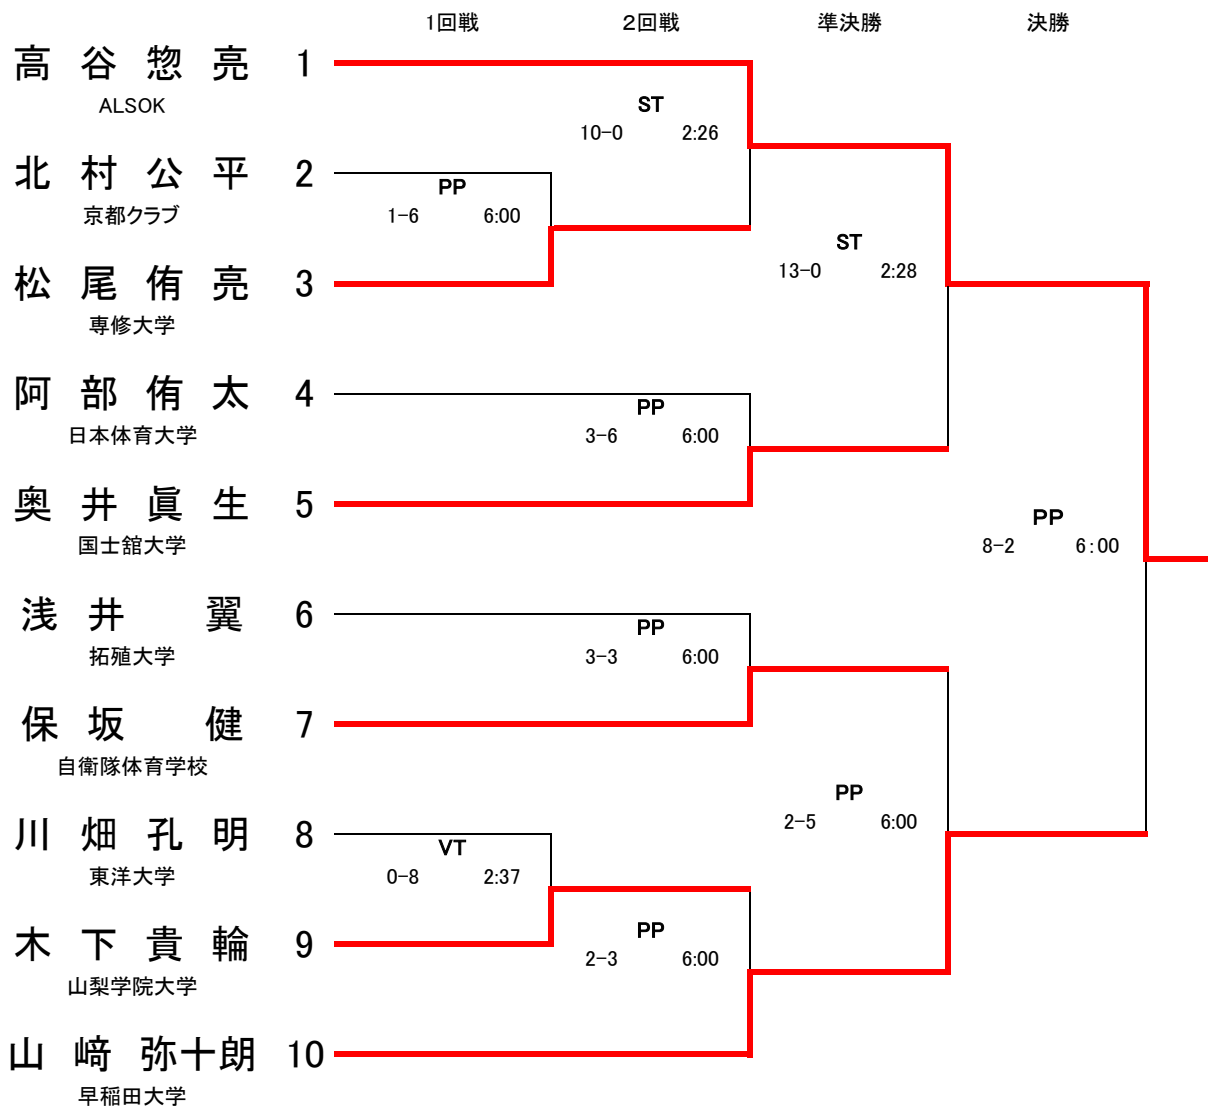 1回戦 2回戦 準決勝 決勝
高谷惣亮 1
ALSOK
ST
10-0 2:26
北村公平 2
京都クラブ
PP
1-6 6:00
松尾侑亮 3
専修大学
ST
13-0 2:28
阿部侑太 4
日本体育大学
PP
3-6 6:00
奥井眞生 5
国士舘大学
PP
8-2 6:00
浅井 翼 6
拓殖大学
PP
3-3 6:00
保坂 健 7
自衛隊体育学校
PP
2-5 6:00
川畑孔明 8
東洋大学
VT
0-8 2:37
木下貴輪 9
山梨学院大学
PP
2-3 6:00
山﨑弥十朗 10
早稲田大学